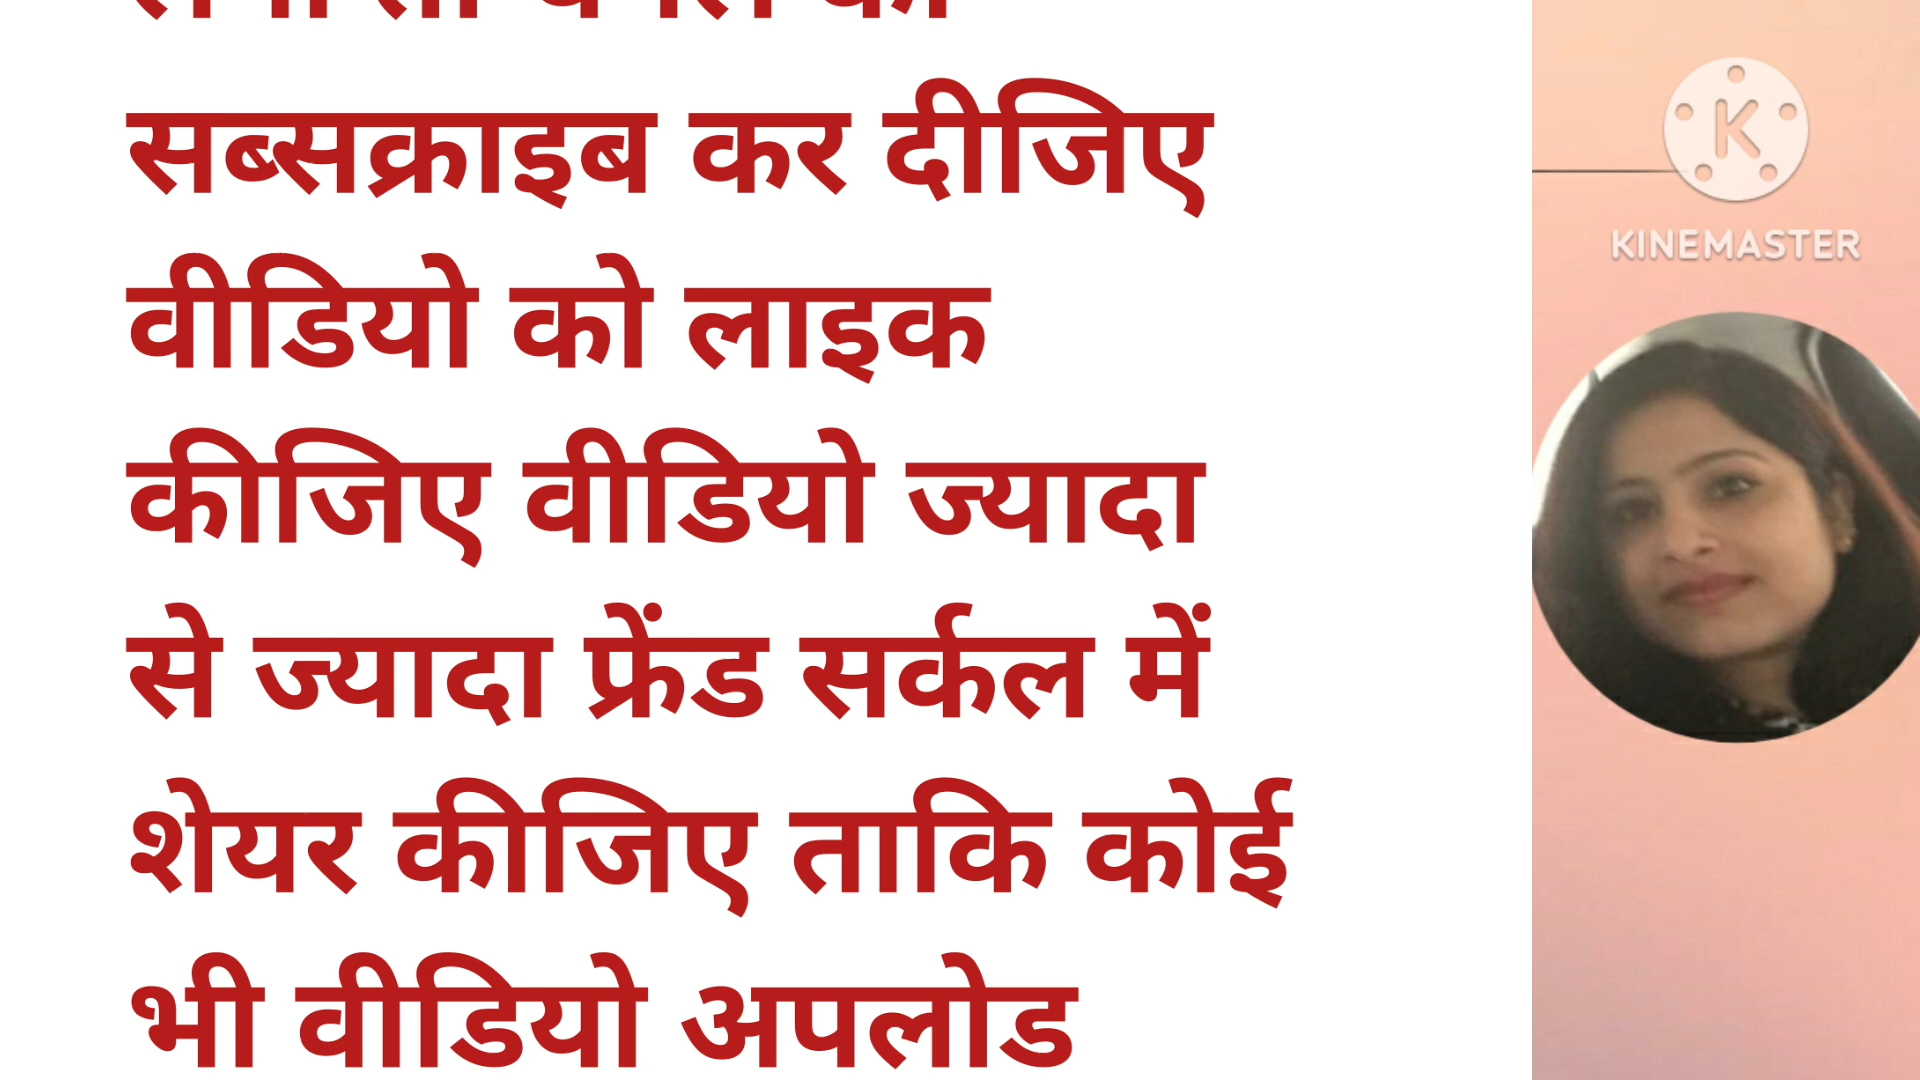 सब्सक्राइब कर दीजिए
वीडियो को लाइक
कीजिए वीडियो ज्यादा
से ज्यादा फ्रेंड सर्कल में
शेयर कीजिए ताकि कोई
भी वीडियो अपलोड
K
KINEMASTER